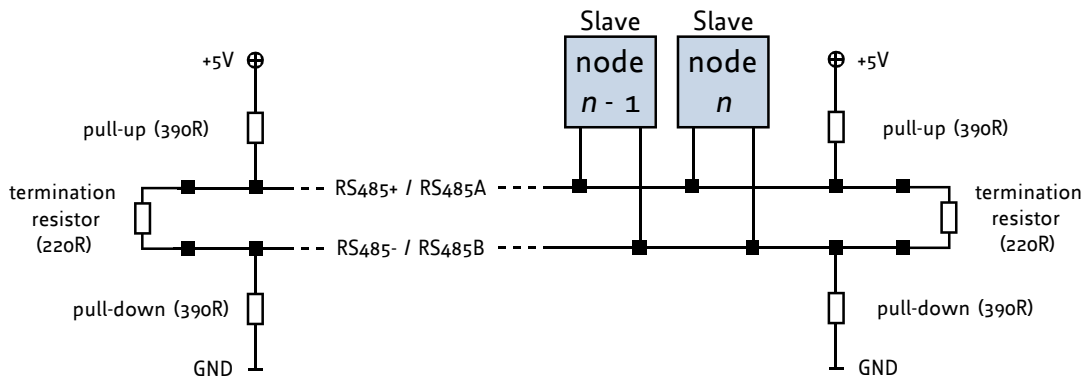 Slave Slave
node node
n - 1 n
+5V +5V
pull-up (390R) pull-up (390R)
RS485+ / RS485A
termination termination
resistor resistor
(220R) (220R)
RS485- / RS485B
pull-down (390R) pull-down (390R)
GND GND